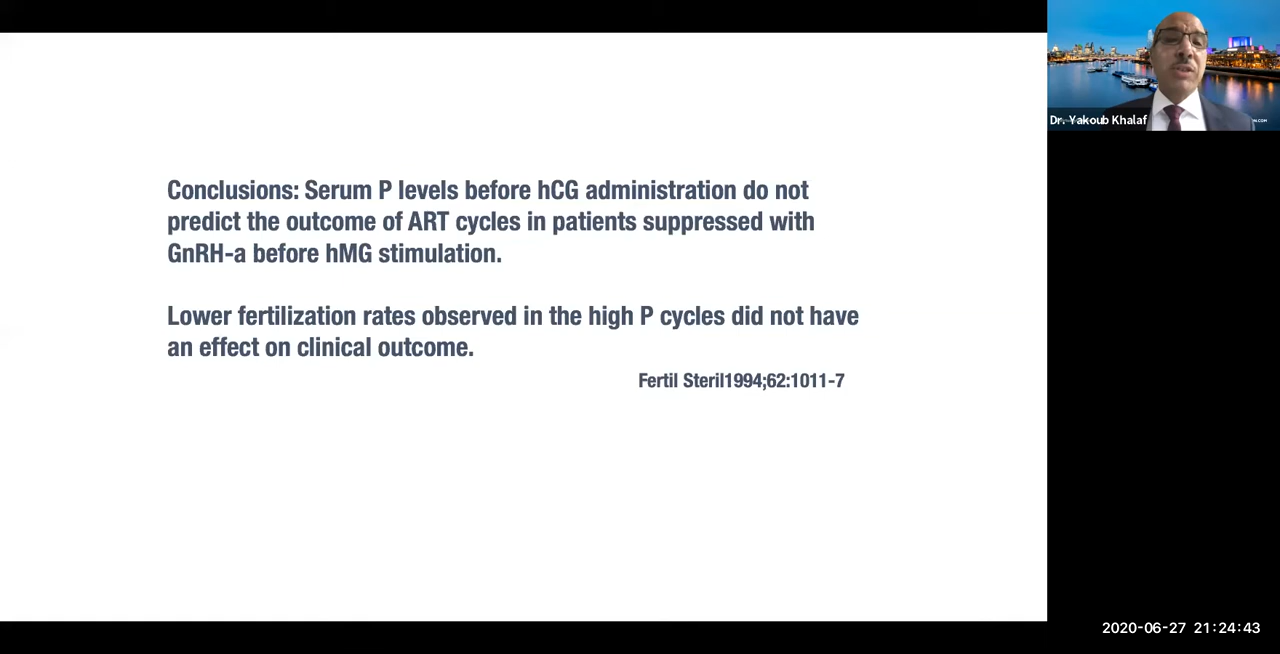 Conclusions: Serum P levels before hCG administration do not
predict the outcome of ART cycles in patients suppressed with
GnRH-a before hMG stimulation.
Lower fertilization rates observed in the high P cycles did not have
an effect on clinical outcome.
Fertil Steril1994;62:1011-7
Dr. Yakoub Khalaf
2020-06-27 21:24:43